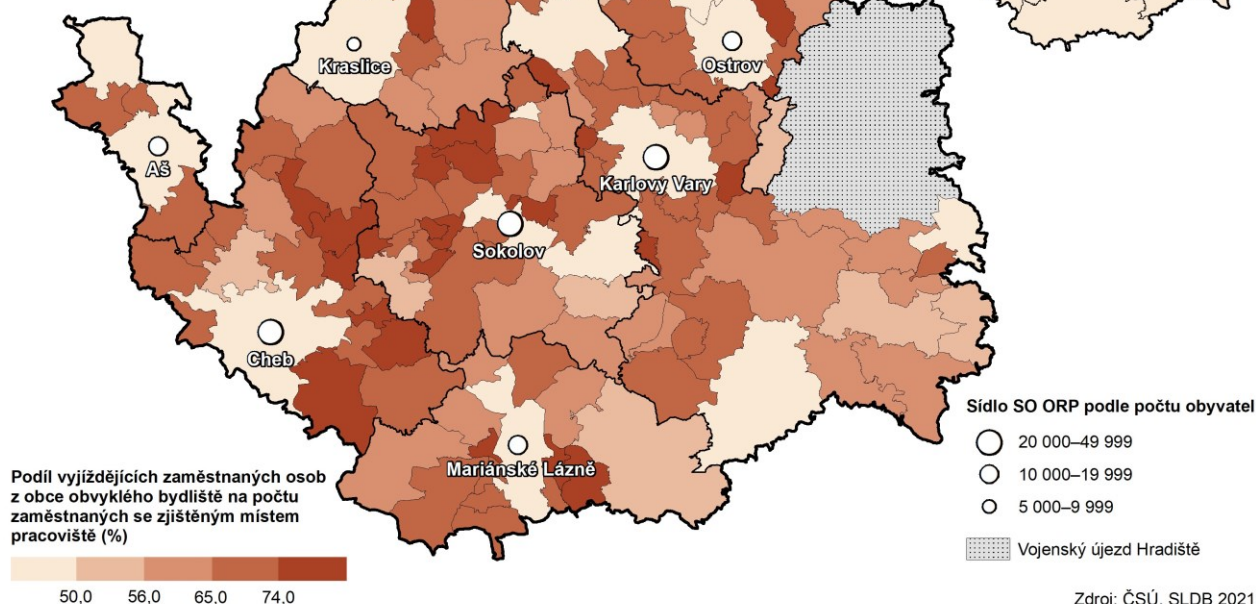 Kraslice
Ostrov
Aš
Karlovy Vary
Sokolov
Cheb
Mariánské Lázně
Podíl vyjíždějících zaměstnaných osob
z obce obvyklého bydliště na počtu
zaměstnaných se zjištěným místem
pracoviště (%)
50,0 56,0 65,0 74.0
Sídlo SO ORP podle počtu obyvatel
20 000–49 999
10 000–19 999
5 000–9 999
Vojenský újezd Hradiště
Zdroj: ČSÚ, SLDB 2021